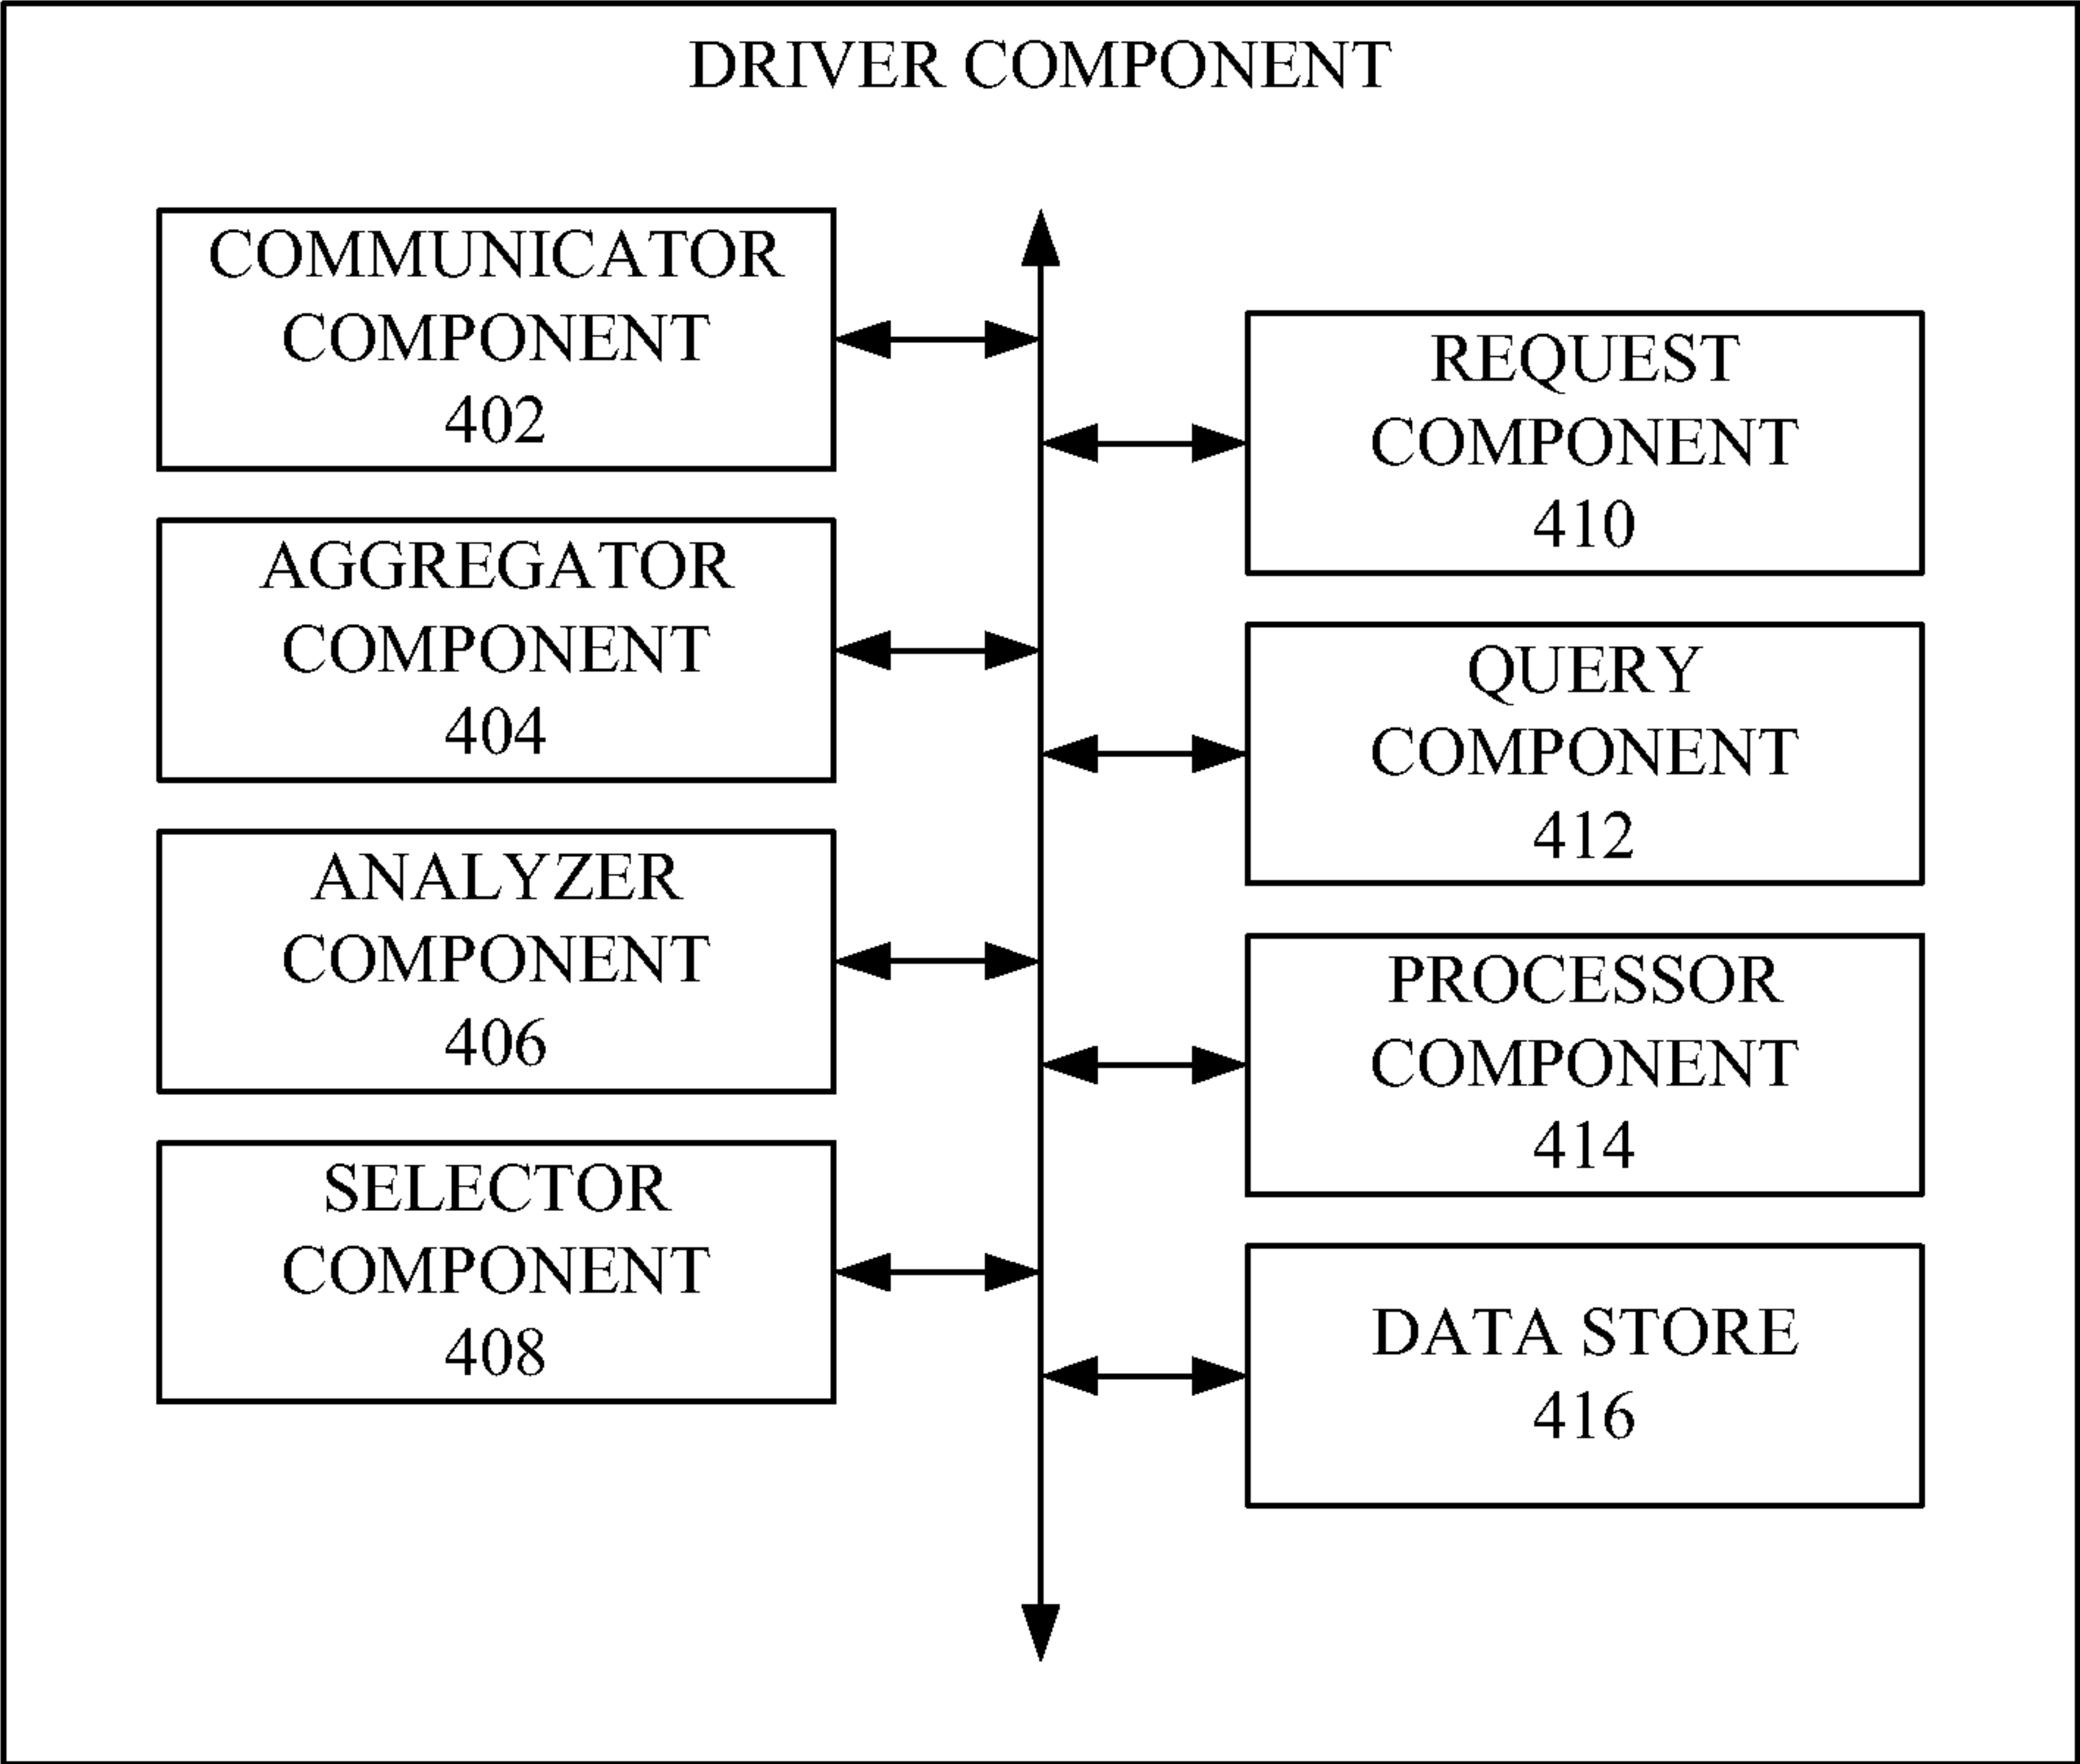 DRIVER COMPONENT
COMMUNICATOR
COMPONENT
402
AGGREGATOR
COMPONENT
404
ANALYZER
COMPONENT
406
SELECTOR
COMPONENT
408
REQUEST
COMPONENT
410
QUERY
COMPONENT
412
PROCESSOR
COMPONENT
414
DATA STORE
416